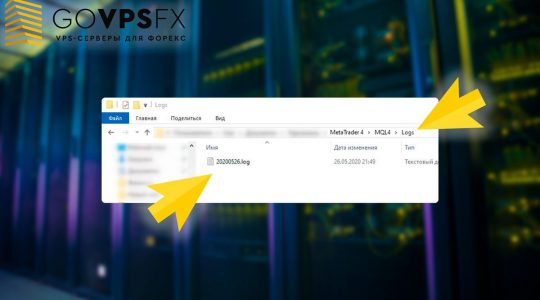 GOVPSFX
VPS-СЕРВЕРЫ ДЛЯ ФОРЕКС
Logs
Файл Главная Поделиться Вид
MetaTrader 4 MQL4 Logs
Имя Дата изменения Тип
20200526.log 26.05.2020 21:49 Текстовый д